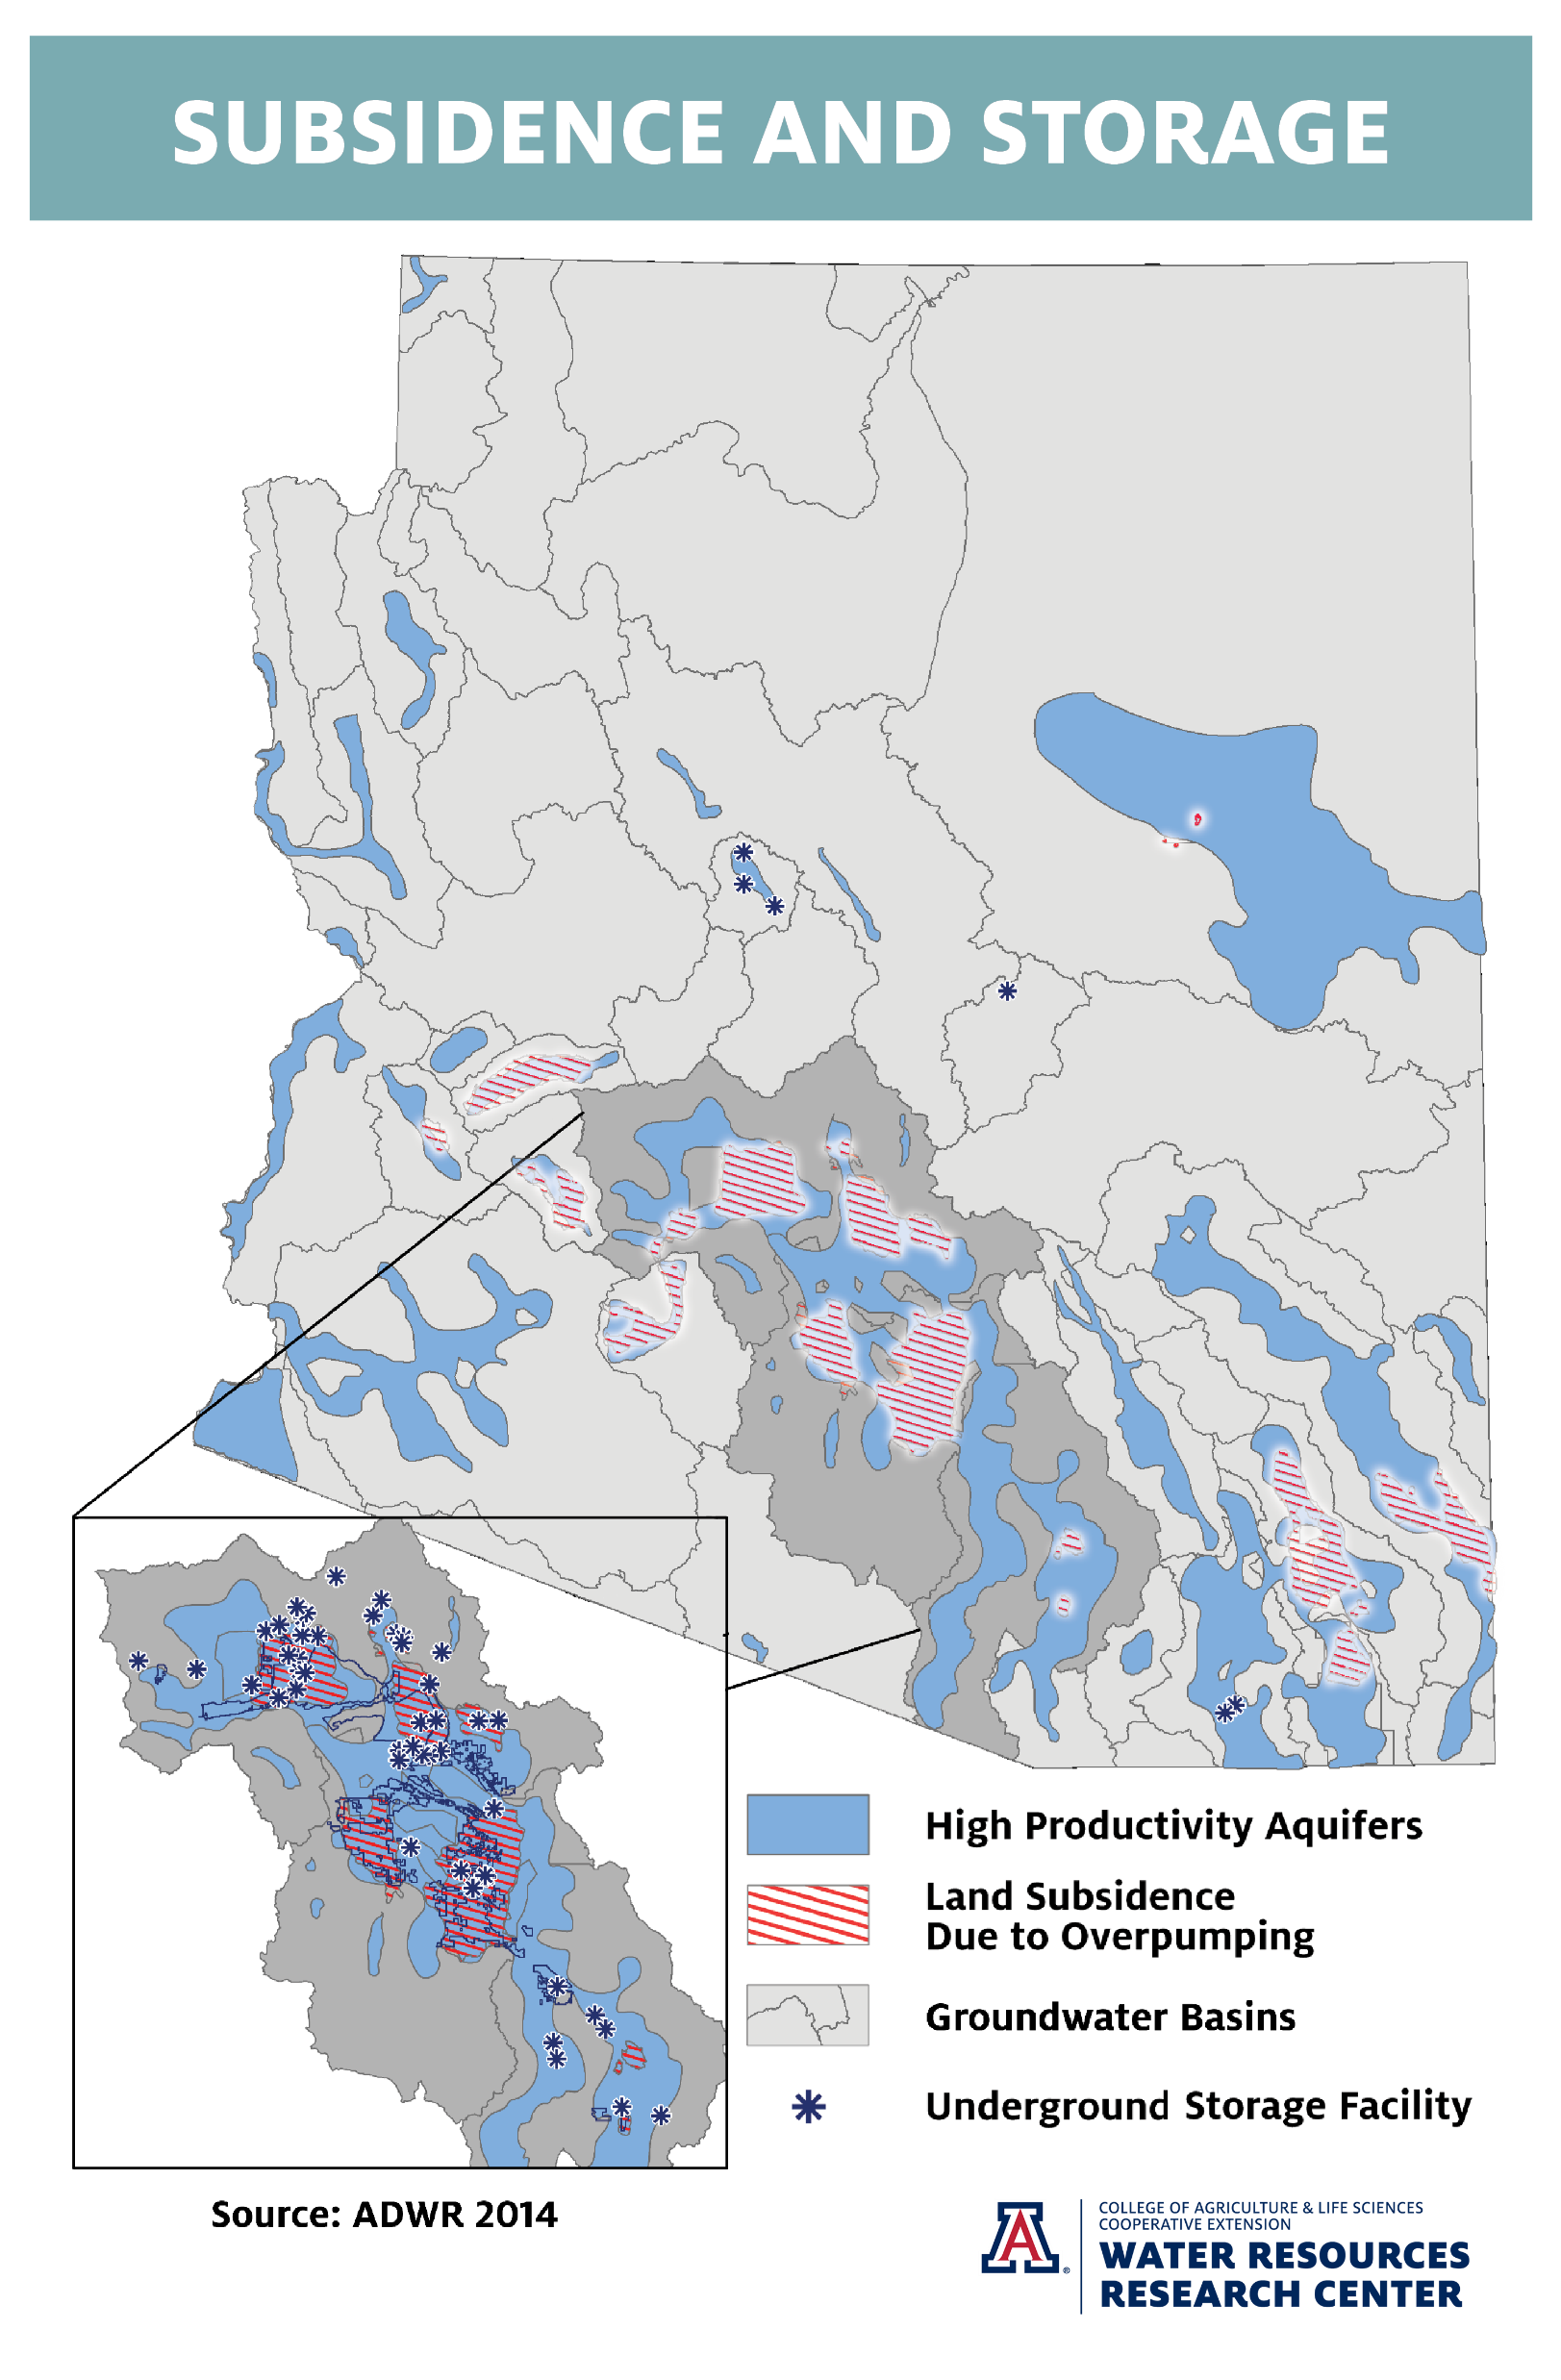 SUBSIDENCE AND STORAGE
High Productivity Aquifers
Land Subsidence
Due to Overpumping
Groundwater Basins
Underground Storage Facility
Source: ADWR 2014
A
®
COLLEGE OF AGRICULTURE & LIFE SCIENCES
COOPERATIVE EXTENSION
WATER RESOURCES
RESEARCH CENTER